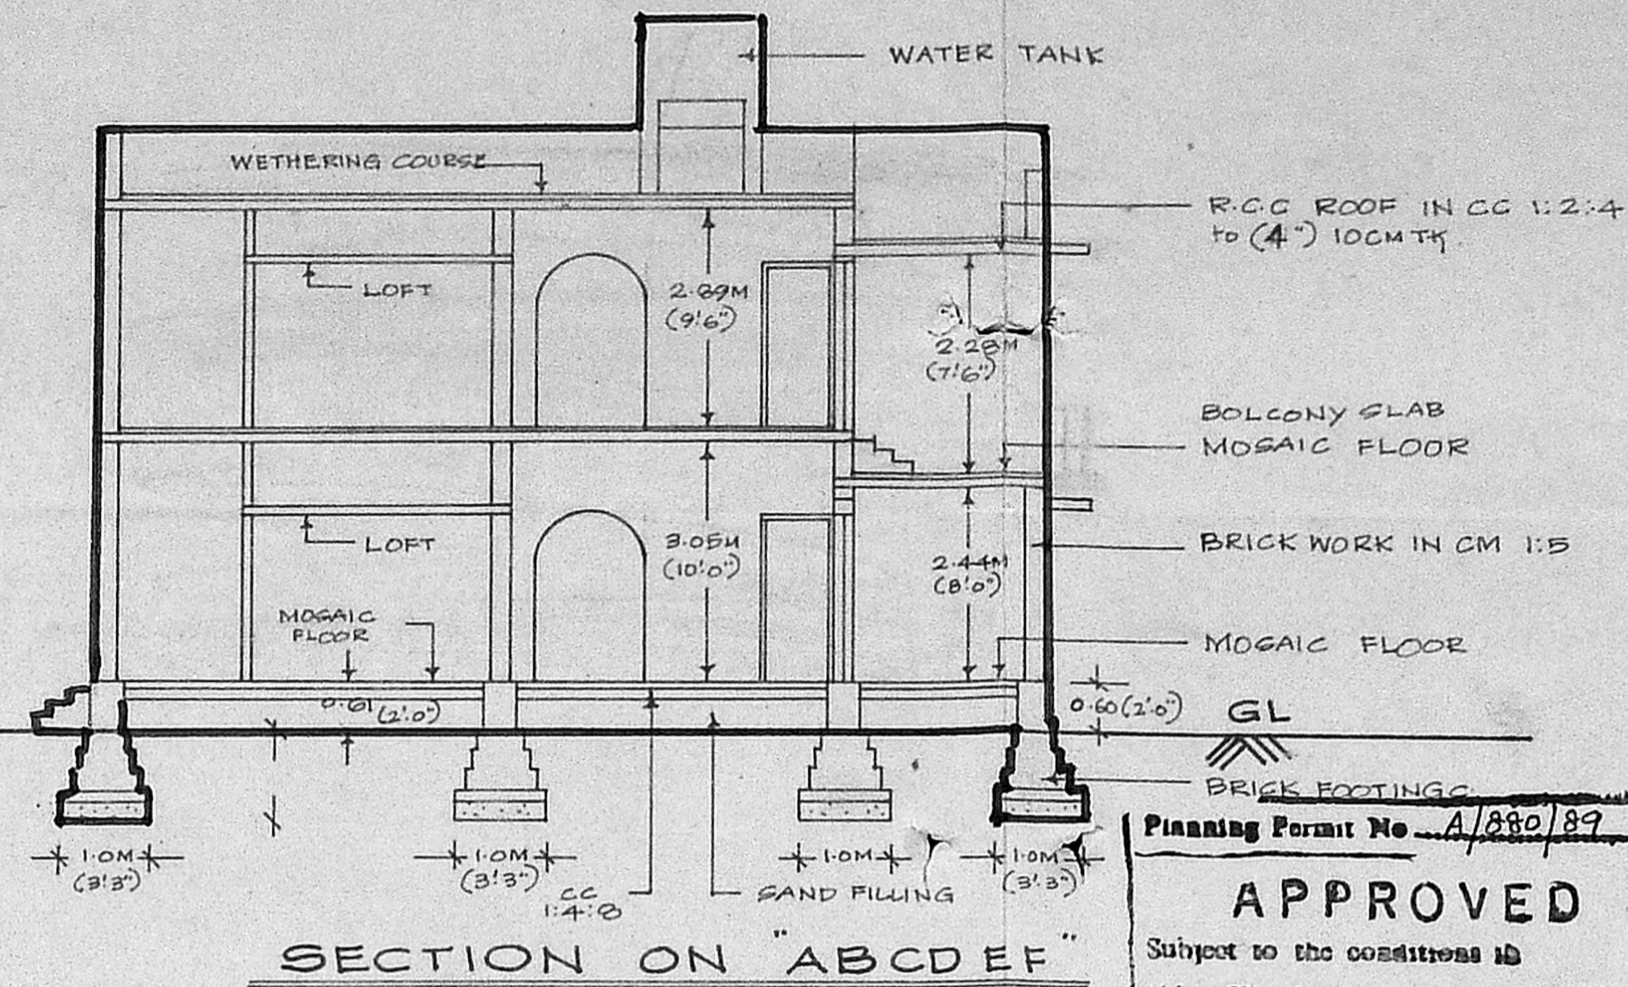 WATER TANK
WETHERING COURSE
R.C.C ROOF IN CC 1:2:4
to (4") 10CM TK.
LOFT
2.89M
(9'6")
2.28M
(7'6")
BOLCONY SLAB
MOSAIC FLOOR
LOFT
3.05M
(10'0")
2.44M
(8'0")
BRICK WORK IN CM 1:5
MOSAIC
FLOOR
MOSAIC FLOOR
0.61 (2'0")
0.60 (2'0")
GL
BRICK FOOTINGS
Planning Permit No A/880/89
1.0M
(3'3")
1.0M
(3'3")
1.0M
1.0M
(3'3")
CC
1:4:8
SAND FILLING
APPROVED
SECTION ON "ABCDEF"
Subject to the conditions in